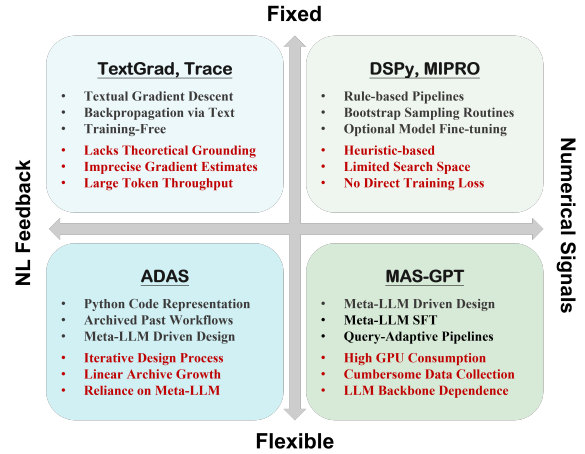 Fixed
TextGrad, Trace
• Textual Gradient Descent
• Backpropagation via Text
• Training-Free
• Lacks Theoretical Grounding
• Imprecise Gradient Estimates
• Large Token Throughput
DSPy, MIPRO
• Rule-based Pipelines
• Bootstrap Sampling Routines
• Optional Model Fine-tuning
• Heuristic-based
• Limited Search Space
• No Direct Training Loss
NL Feedback
Numerical Signals
ADAS
• Python Code Representation
• Archived Past Workflows
• Meta-LLM Driven Design
• Iterative Design Process
• Linear Archive Growth
• Reliance on Meta-LLM
MAS-GPT
• Meta-LLM Driven Design
• Meta-LLM SFT
• Query-Adaptive Pipelines
• High GPU Consumption
• Cumbersome Data Collection
• LLM Backbone Dependence
Flexible